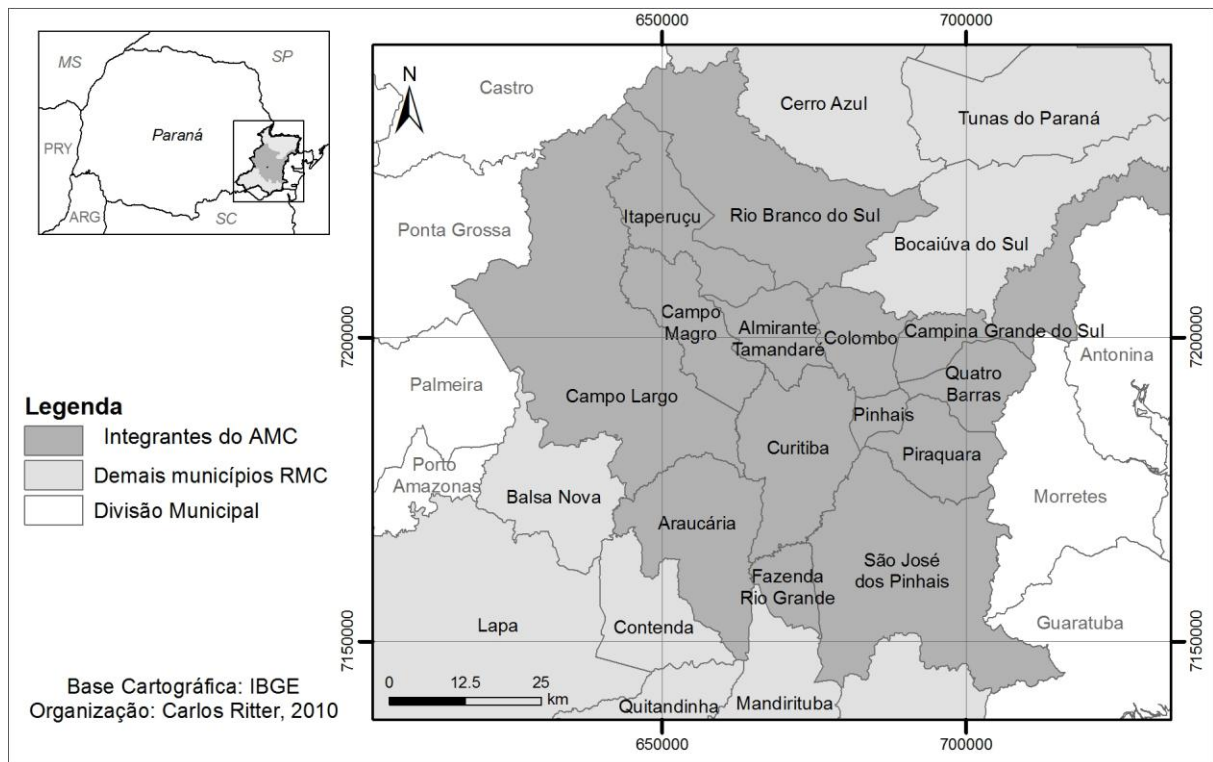 MS
SP
Paraná
PRY
ARG
SC
Legenda
Integrantes do AMC
Demais municípios RMC
Divisão Municipal
Base Cartográfica: IBGE
Organização: Carlos Ritter, 2010
650000
700000
N
Castro
Cerro Azul
Tunas do Paraná
Ponta Grossa
Itaperuçu
Rio Branco do Sul
Bocaiúva do Sul
7200000
Campo
Magro
Almirante
Tamandaré
Colombo
Campina Grande do Sul
7200000
Antonina
Palmeira
Campo Largo
Quatro
Barras
Pinhais
Curitiba
Piraquara
Porto
Amazonas
Balsa Nova
Morretes
Araucária
São José
dos Pinhais
Fazenda
Rio Grande
Lapa
Contenda
Guaratuba
7150000
7150000
0 12.5 25
km
Quitandinha
Mandirituba
650000
700000